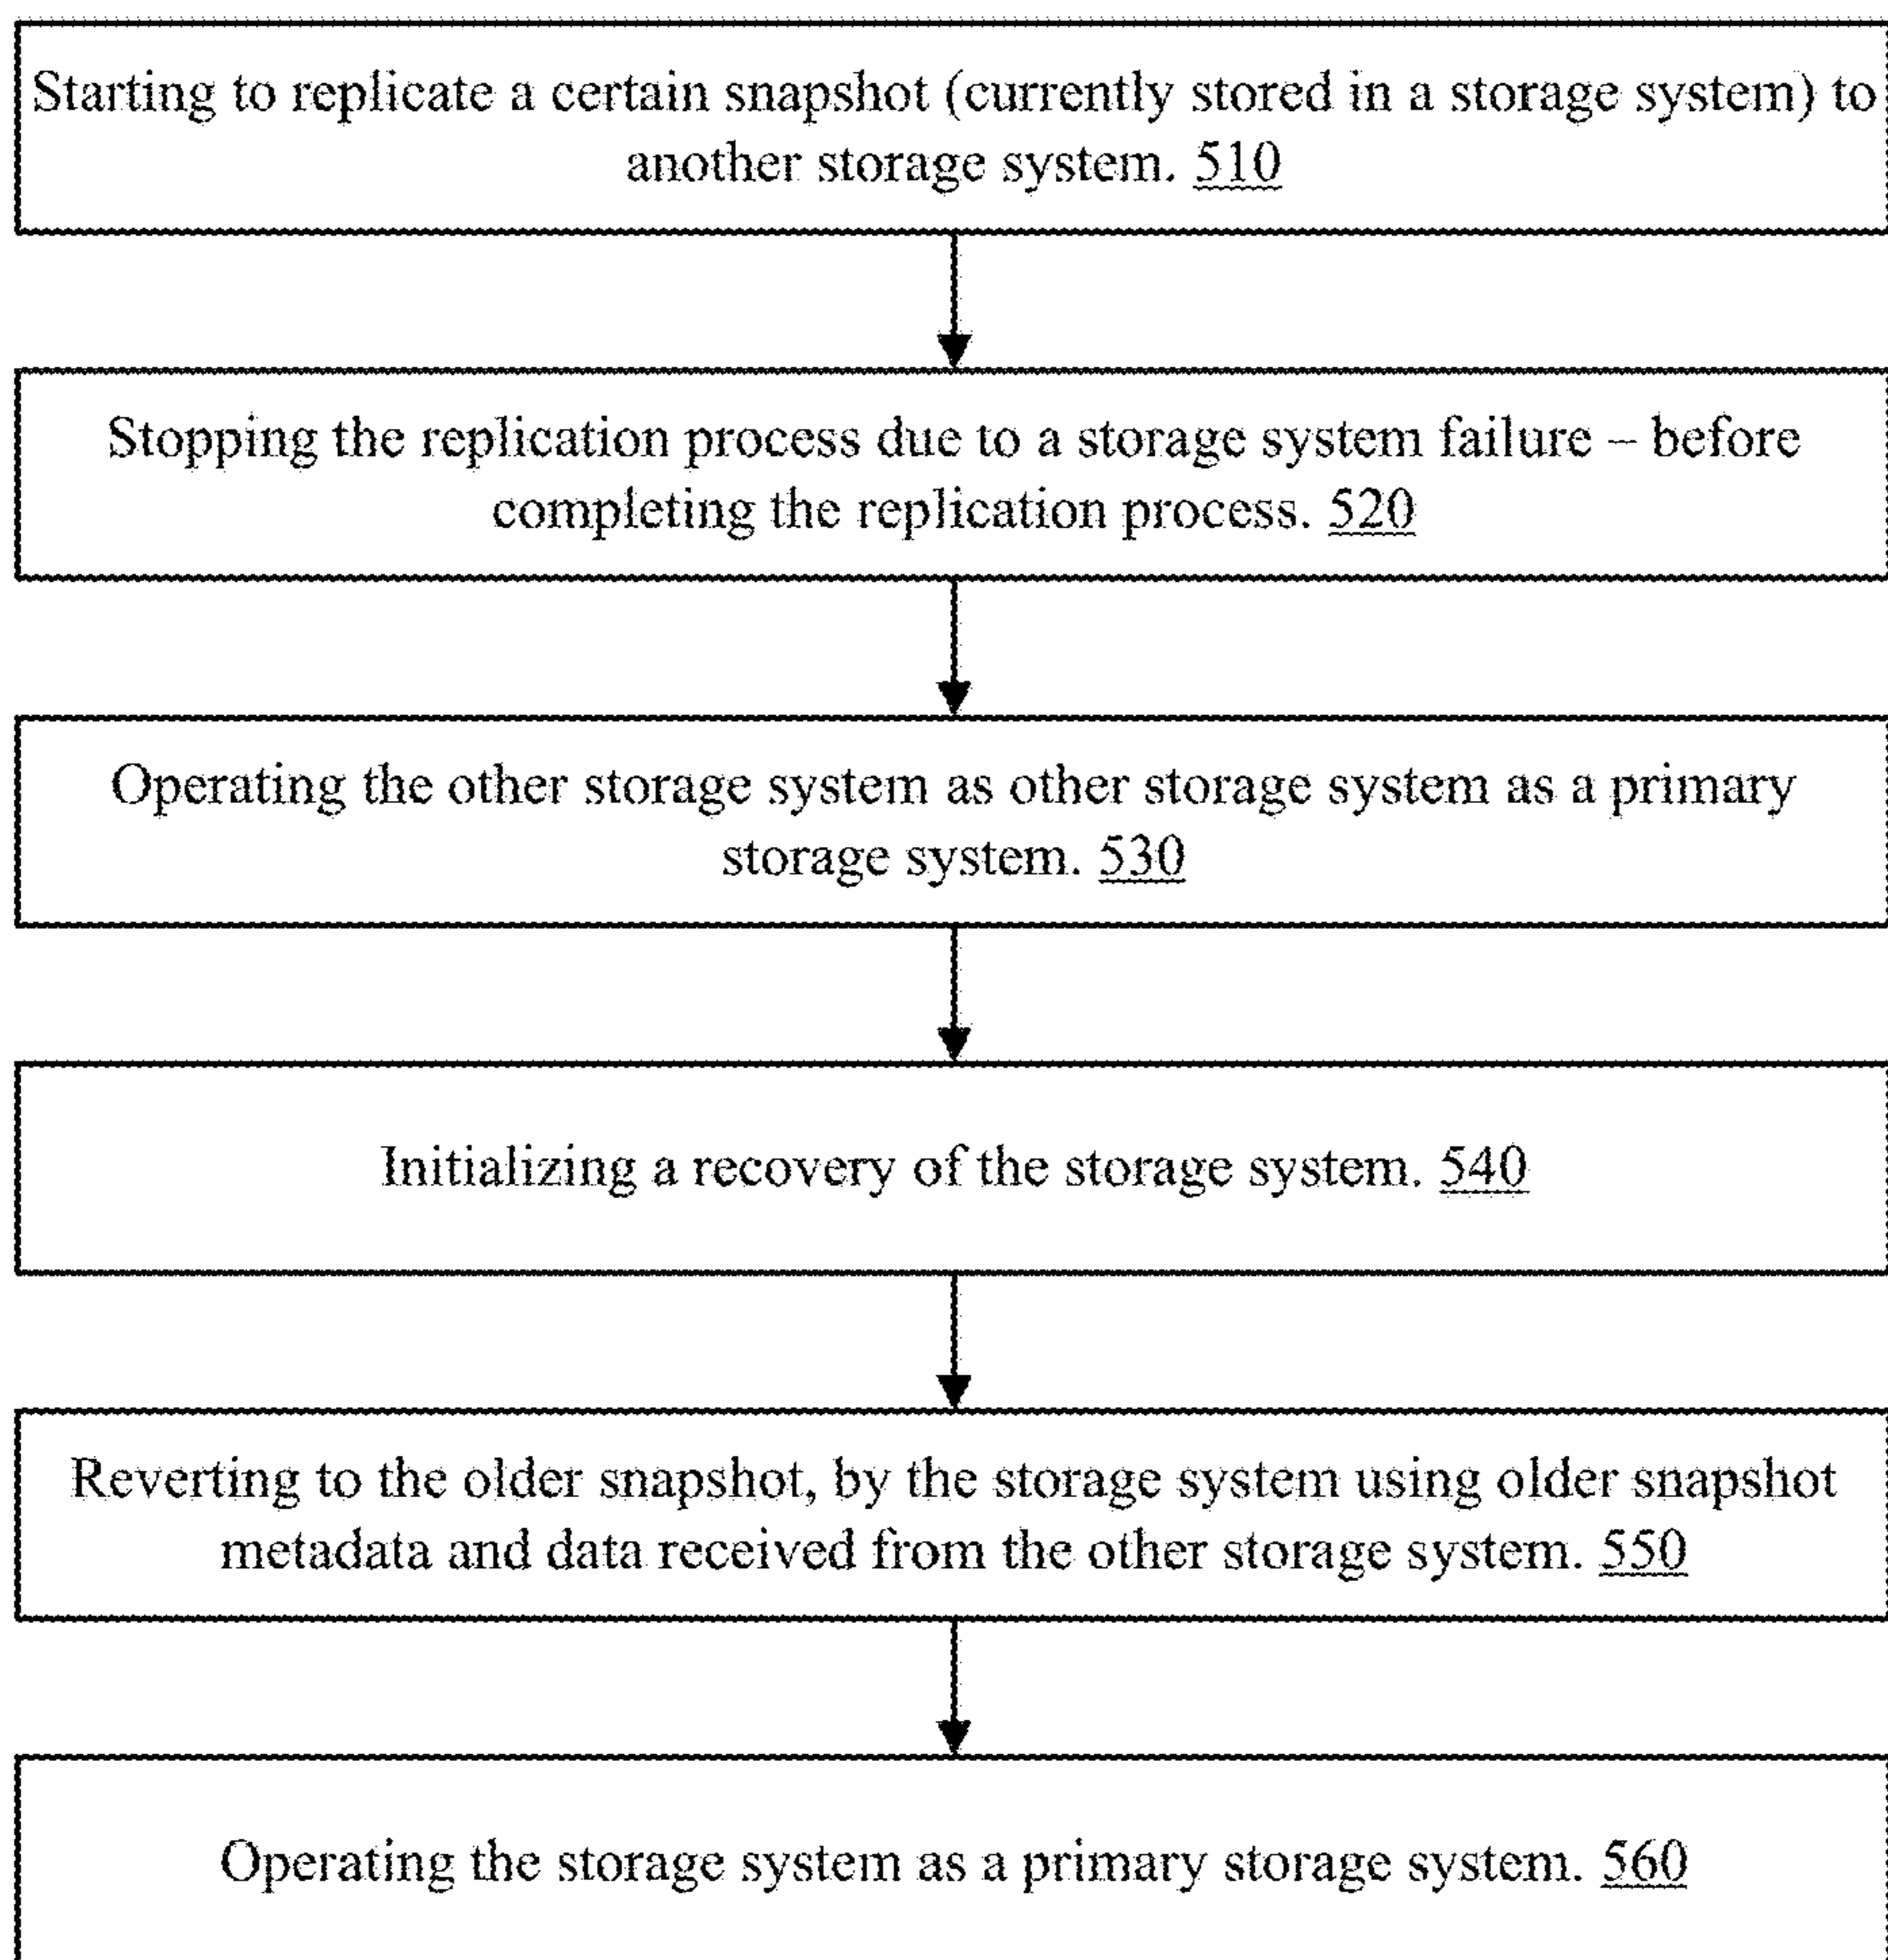 Starting to replicate a certain snapshot (currently stored in a storage system) to
another storage system. 510
Stopping the replication process due to a storage system failure – before
completing the replication process. 520
Operating the other storage system as other storage system as a primary
storage system. 530
Initializing a recovery of the storage system. 540
Reverting to the older snapshot, by the storage system using older snapshot
metadata and data received from the other storage system. 550
Operating the storage system as a primary storage system. 560